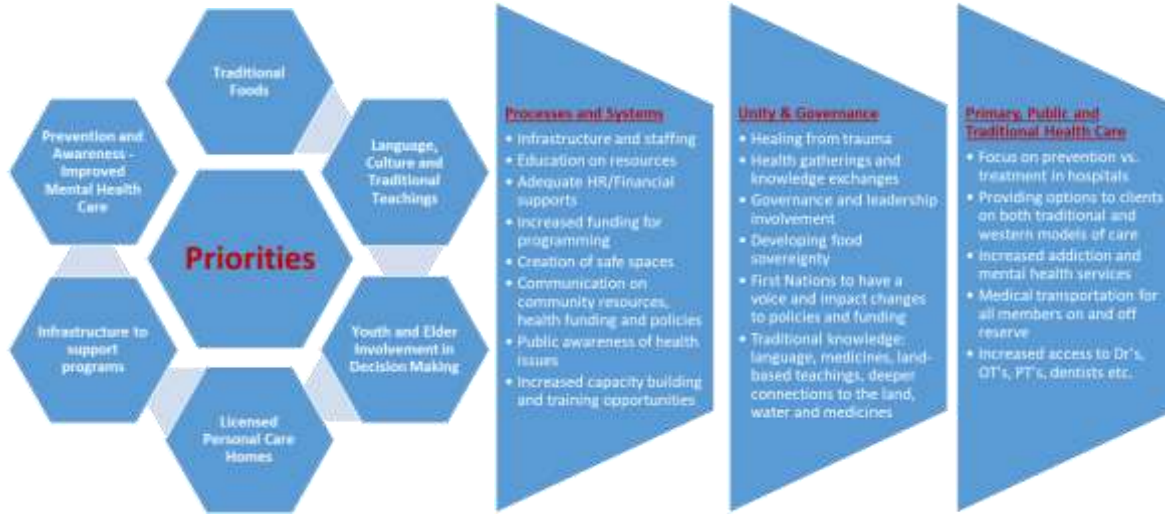 Traditional
Foods
Prevention and
Awareness -
Improved
Mental Health
Care
Language,
Culture and
Traditional
Teachings
Priorities
Infrastructure to
support
programs
Youth and Elder
Involvement in
Decision Making
Licensed
Personal Care
Homes
Processes and Systems
• Infrastructure and staffing
• Education on resources
• Adequate HR/Financial
supports
• Increased funding for
programming
• Creation of safe spaces
• Communication on
community resources,
health funding and policies
• Public awareness of health
issues
• Increased capacity building
and training opportunities
Unity & Governance
• Healing from trauma
• Health gatherings and
knowledge exchanges
• Governance and leadership
involvement
• Developing food
sovereignty
• First Nations to have a
voice and impact changes
to policies and funding
• Traditional knowledge:
language, medicines, land-
based teachings, deeper
connections to the land,
water and medicines
Primary, Public and
Traditional Health Care
• Focus on prevention vs.
treatment in hospitals
• Providing options to clients
on both traditional and
western models of care
• Increased addiction and
mental health services
• Medical transportation for
all members on and off
reserve
• Increased access to Dr's,
OT's, PT's, dentists etc.